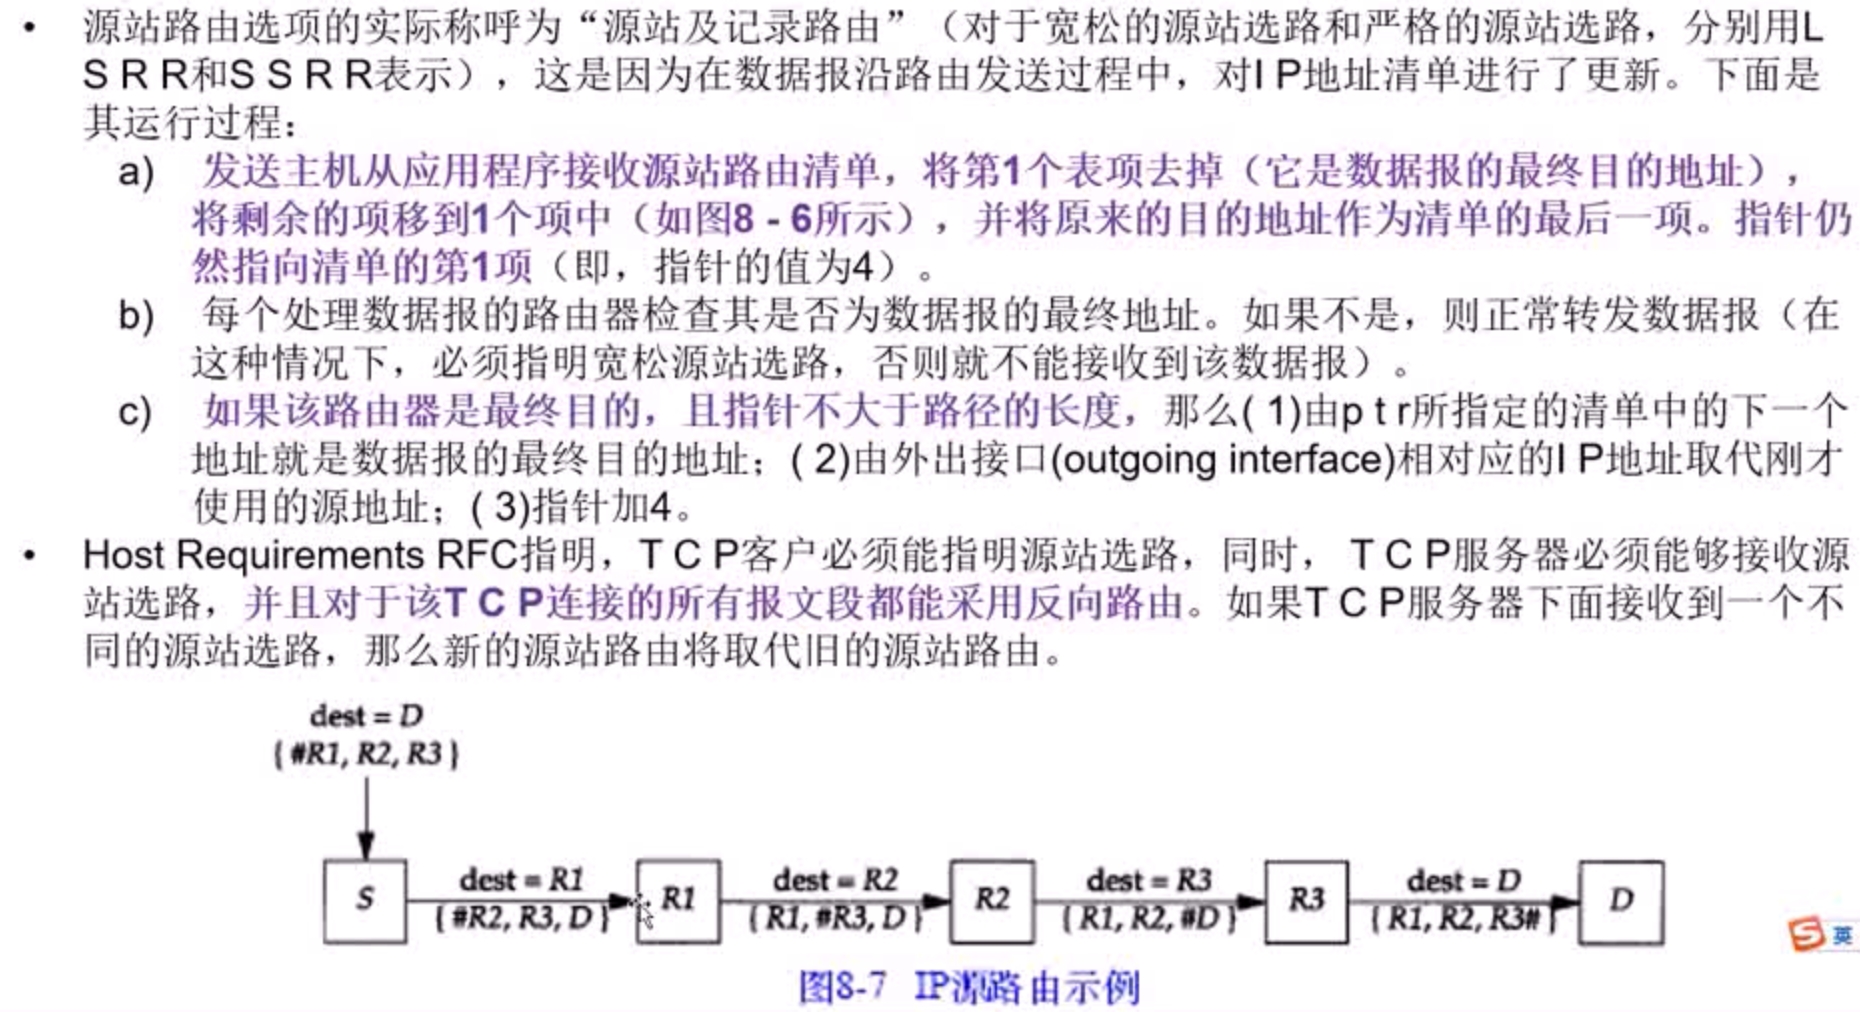 • 源站路由选项的实际称呼为“源站及记录路由”（对于宽松的源站选路和严格的源站选路，分别用L
S R R和S S R R表示），这是因为在数据报沿路由发送过程中，对I P地址清单进行了更新。下面是
其运行过程：
a) 发送主机从应用程序接收源站路由清单，将第1个表项去掉（它是数据报的最终目的地址），
将剩余的项移到1个项中（如图8 - 6所示），并将原来的目的地址作为清单的最后一项。指针仍
然指向清单的第1项（即，指针的值为4）。
b) 每个处理数据报的路由器检查其是否为数据报的最终地址。如果不是，则正常转发数据报（在
这种情况下，必须指明宽松源站选路，否则就不能接收到该数据报）。
c) 如果该路由器是最终目的，且指针不大于路径的长度，那么( 1)由p t r所指定的清单中的下一个
地址就是数据报的最终目的地址；( 2)由外出接口(outgoing interface)相对应的I P地址取代刚才
使用的源地址；( 3)指针加4。
• Host Requirements RFC指明，T C P客户必须能指明源站选路，同时， T C P服务器必须能够接收源
站选路，并且对于该T C P连接的所有报文段都能采用反向路由。如果T C P服务器下面接收到一个不
同的源站选路，那么新的源站路由将取代旧的源站路由。
dest = D
{ #R1, R2, R3 }
S
dest = R1
{ #R2, R3, D }
R1
dest = R2
{ R1, #R3, D }
R2
dest = R3
{ R1, R2, #D }
R3
dest = D
{ R1, R2, R3# }
D
S 英
图8-7 IP源路由示例